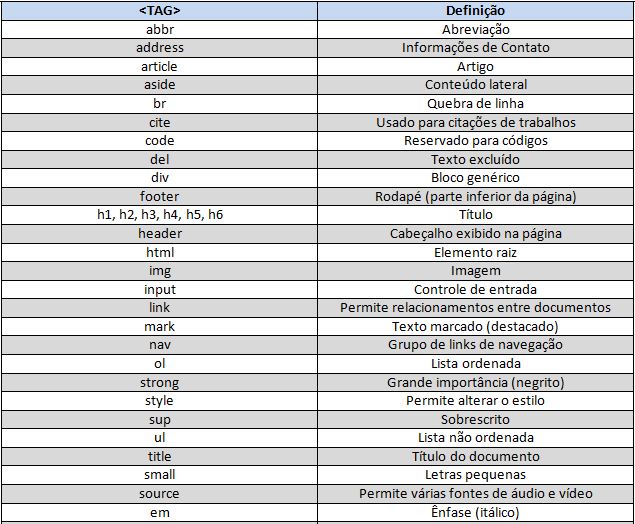 <TAG> Definição
abbr Abreviação
address Informações de Contato
article Artigo
aside Conteúdo lateral
br Quebra de linha
cite Usado para citações de trabalhos
code Reservado para códigos
del Texto excluído
div Bloco genérico
footer Rodapé (parte inferior da página)
h1, h2, h3, h4, h5, h6 Título
header Cabeçalho exibido na página
html Elemento raiz
img Imagem
input Controle de entrada
link Permite relacionamentos entre documentos
mark Texto marcado (destacado)
nav Grupo de links de navegação
ol Lista ordenada
strong Grande importância (negrito)
style Permite alterar o estilo
sup Sobrescrito
ul Lista não ordenada
title Título do documento
small Letras pequenas
source Permite várias fontes de áudio e vídeo
em Ênfase (itálico)